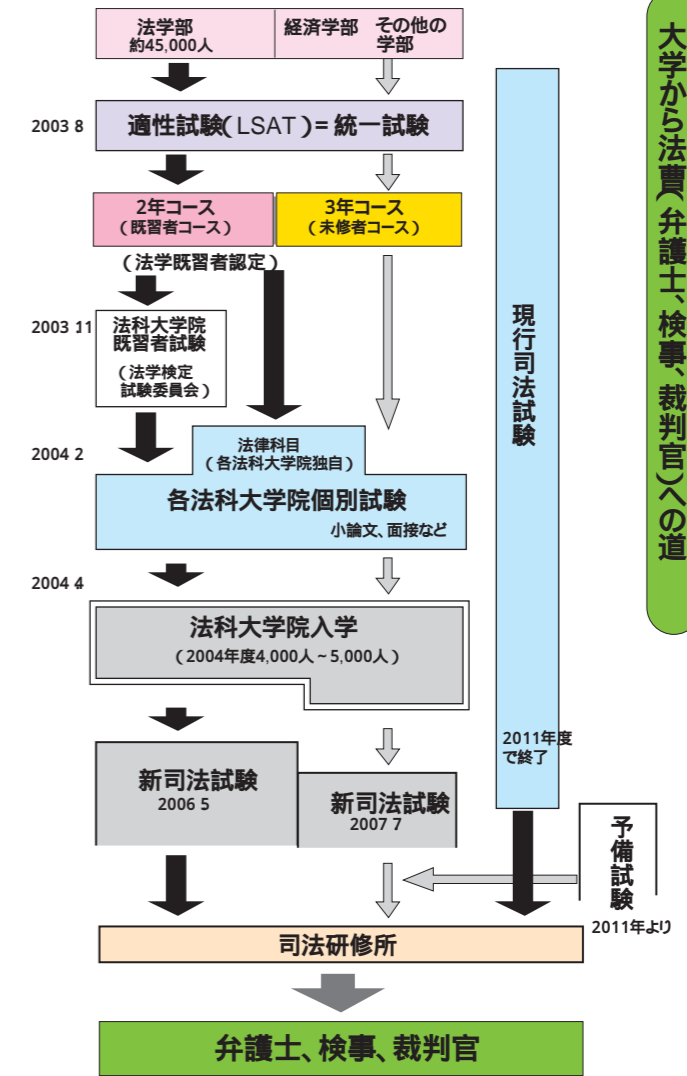 大学から法曹(弁護士、検事、裁判官)への道
法学部
約45,000人
経済学部
その他の
学部
2003 8
適性試験(LSAT)=統一試験
2年コース
(既習者コース)
3年コース
(未修者コース)
(法学既習者認定)
2003 11
法科大学院
既習者試験
(法学検定
試験委員会)
2004 2
法律科目
(各法科大学院独自)
各法科大学院個別試験
小論文、面接など
2004 4
法科大学院入学
(2004年度4,000人~5,000人)
新司法試験
2006 5
新司法試験
2007 7
現行司法試験
2011年度
で終了
予備試験
2011年より
司法研修所
弁護士、検事、裁判官